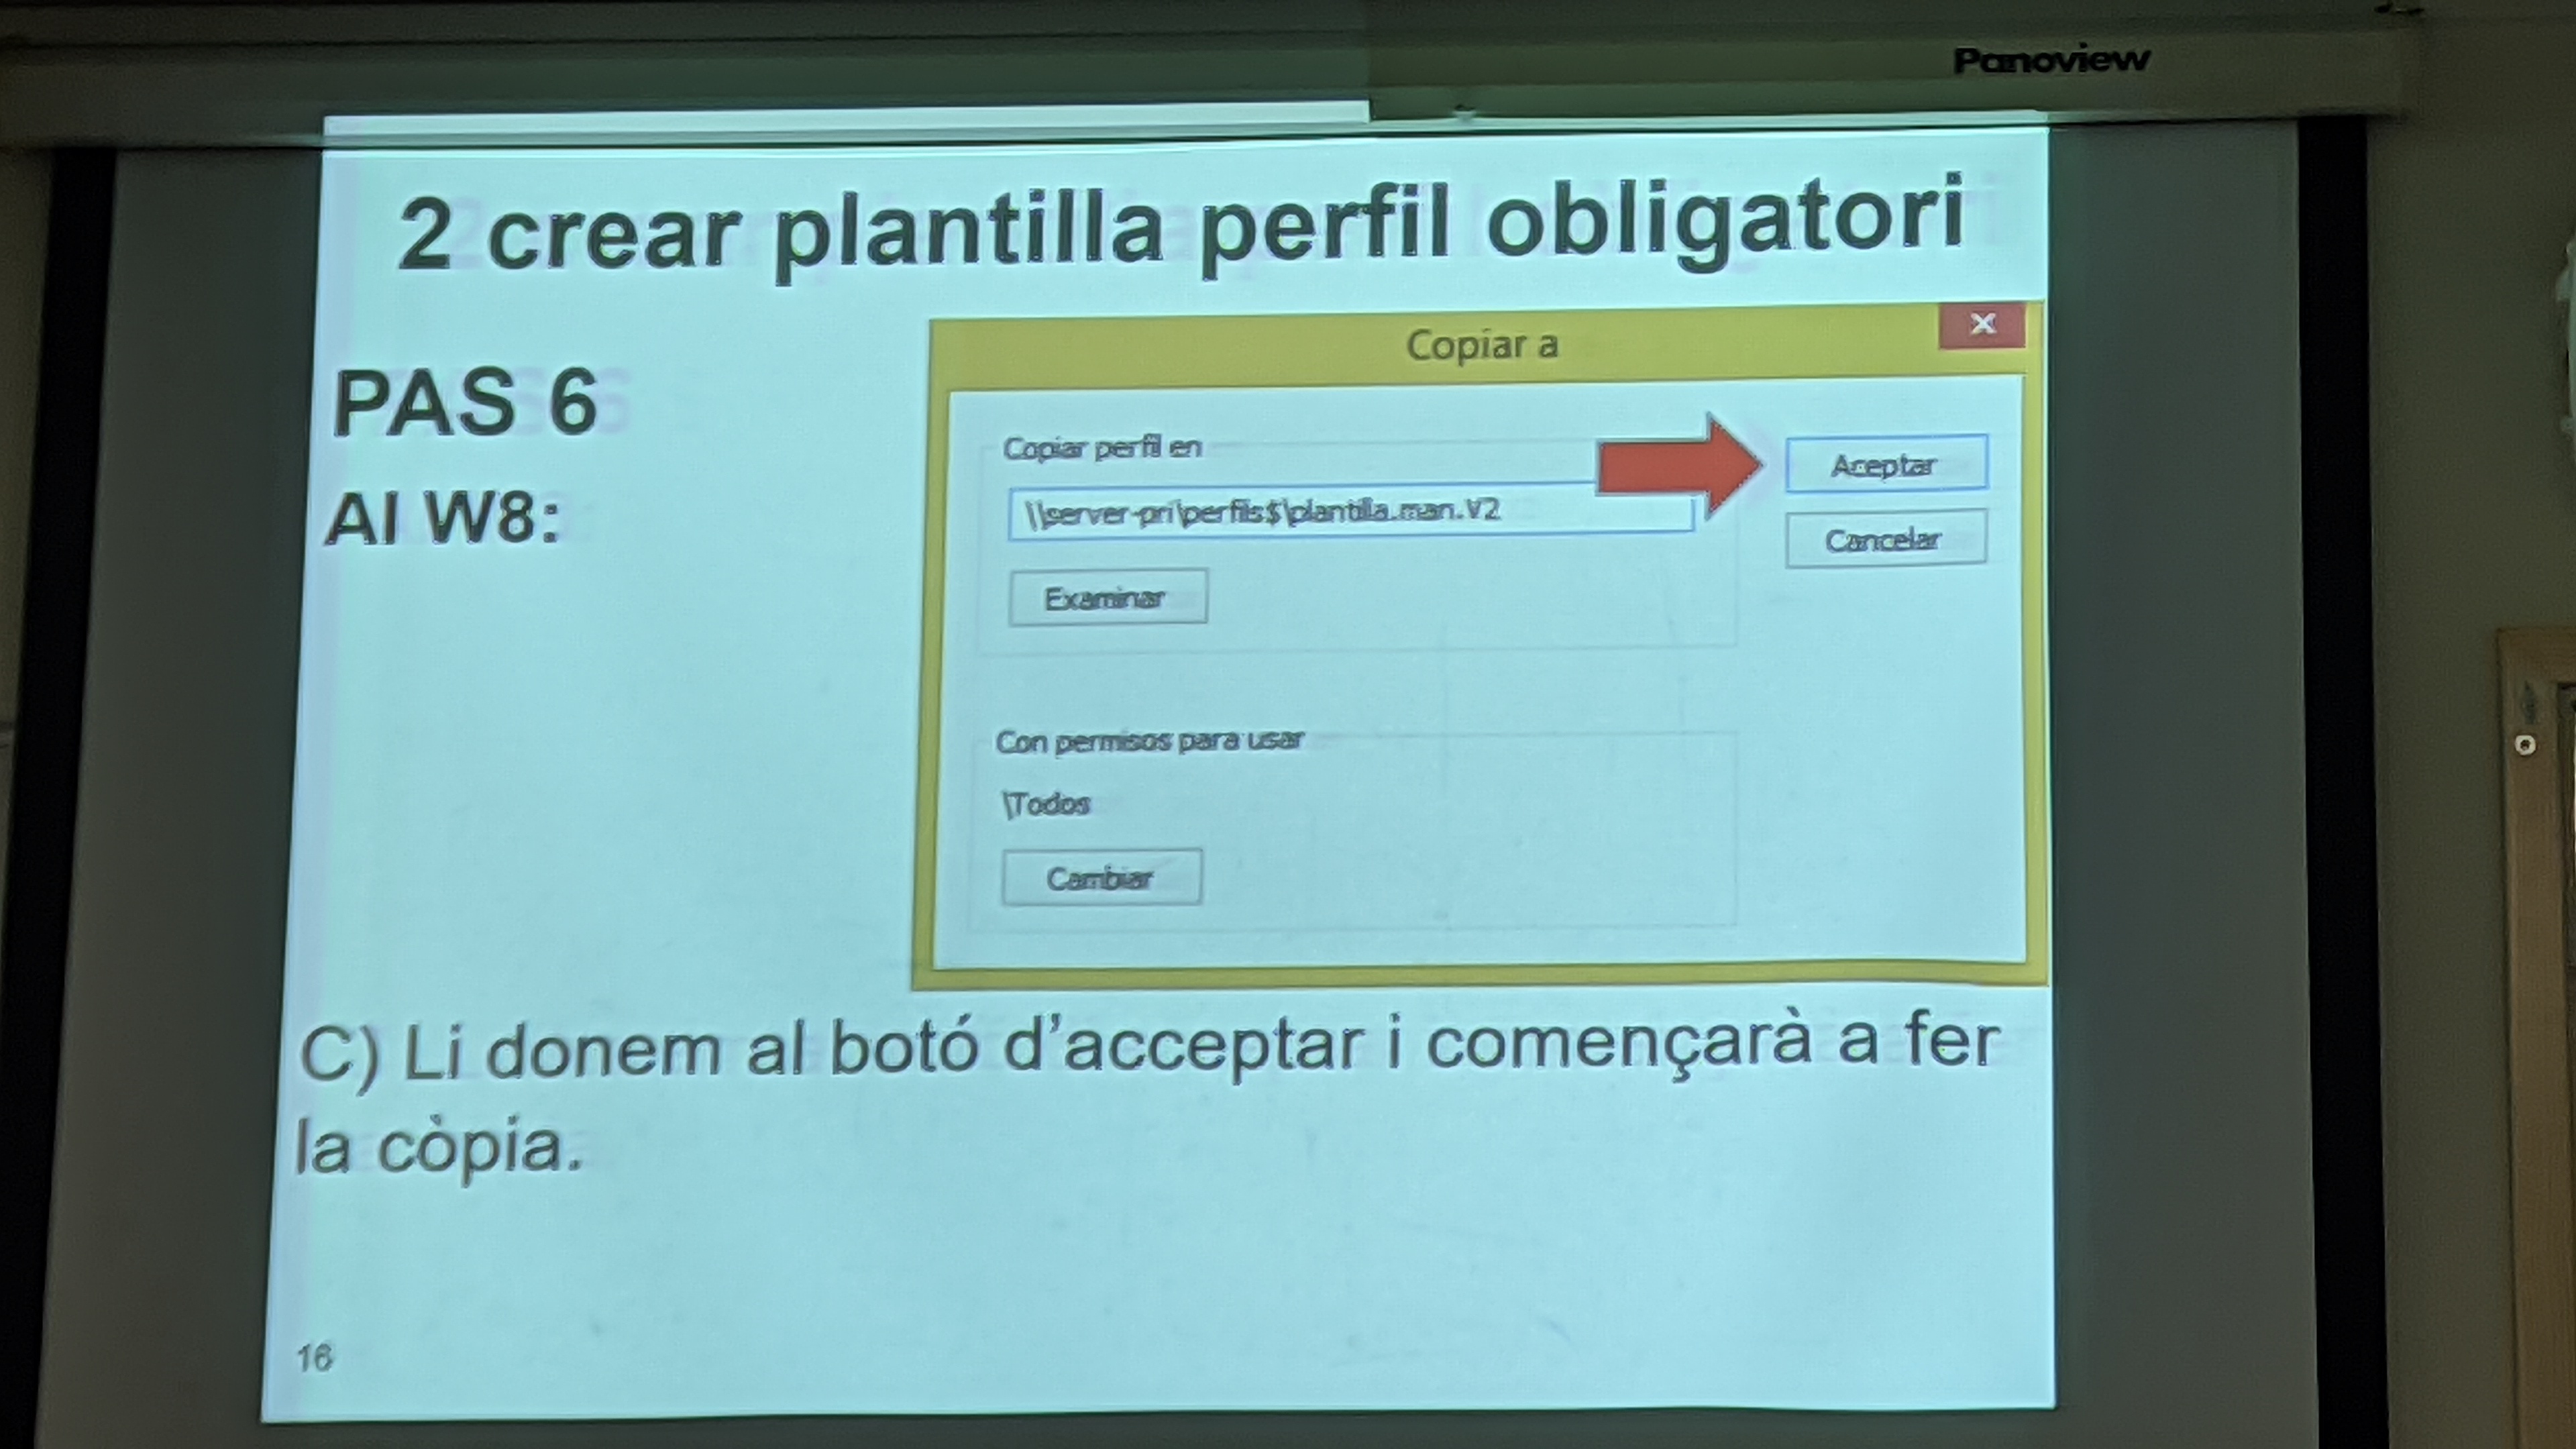 Panoview
2 crear plantilla perfil obligatori
PAS 6
Al W8:
Copiar a
Copiar perfil en
\\server-pri\perfils$\plantilla.man.V2
Aceptar
Cancelar
Examinar
Con permisos para usar
\Todos
Cambiar
C) Li donem al botó d'acceptar i començarà a fer
la còpia.
16